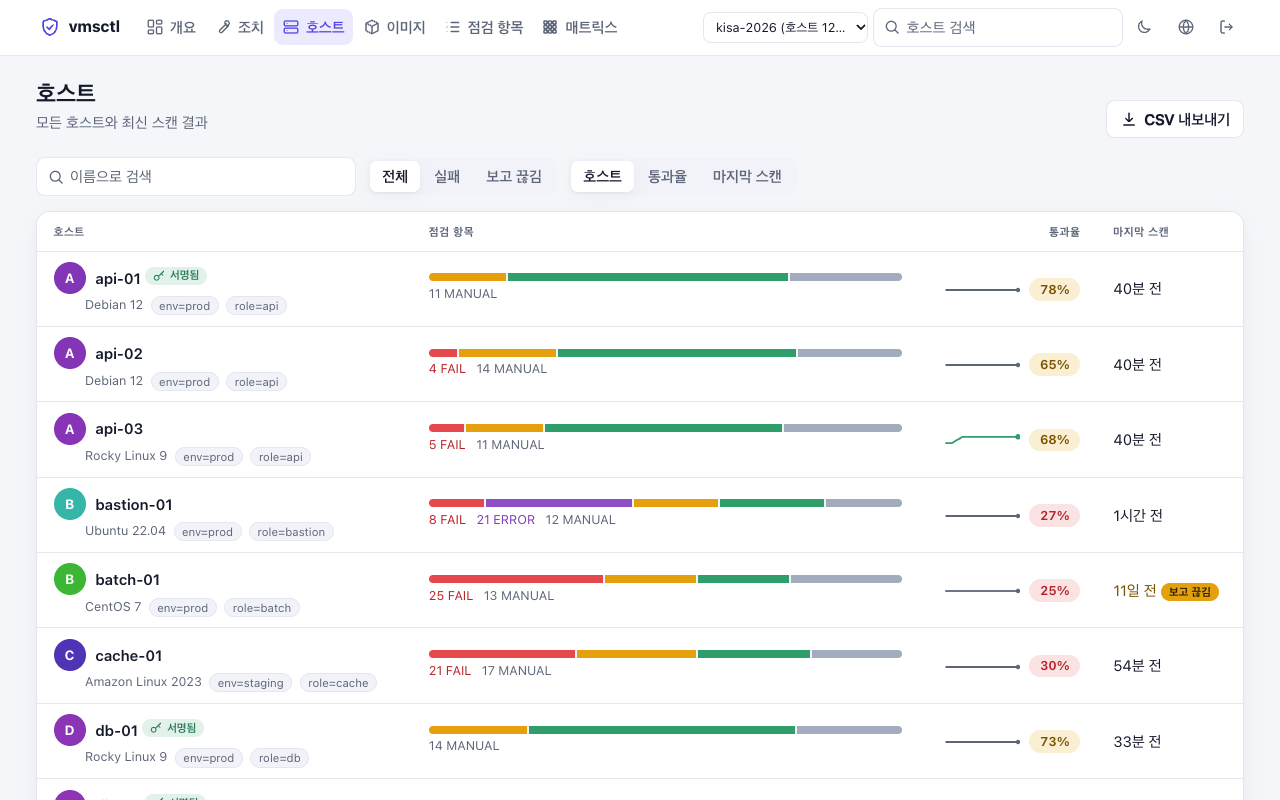 vmsctl 개요 조치 호스트 이미지 점검 항목 매트릭스 kisa-2026 (호스트 12... 호스트 검색
호스트
모든 호스트와 최신 스캔 결과
CSV 내보내기
이름으로 검색 전체 실패 보고 끊김 호스트 통과율 마지막 스캔
호스트 점검 항목 통과율 마지막 스캔
A api-01 서명됨
Debian 12 env=prod role=api
11 MANUAL
78% 40분 전
A api-02
Debian 12 env=prod role=api
4 FAIL 14 MANUAL
65% 40분 전
A api-03
Rocky Linux 9 env=prod role=api
5 FAIL 11 MANUAL
68% 40분 전
B bastion-01
Ubuntu 22.04 env=prod role=bastion
8 FAIL 21 ERROR 12 MANUAL
27% 1시간 전
B batch-01
CentOS 7 env=prod role=batch
25 FAIL 13 MANUAL
25% 11일 전 보고 끊김
C cache-01
Amazon Linux 2023 env=staging role=cache
21 FAIL 17 MANUAL
30% 54분 전
D db-01 서명됨
Rocky Linux 9 env=prod role=db
14 MANUAL
73% 33분 전